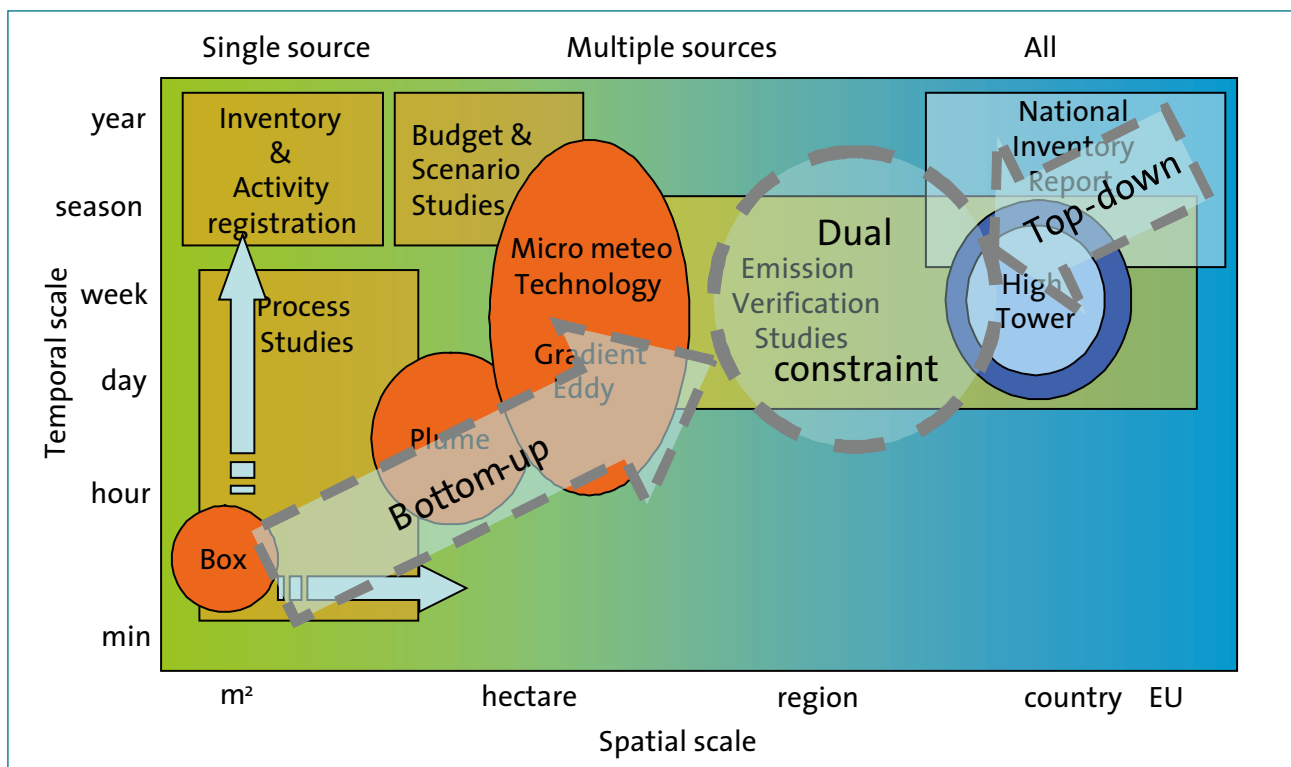 Single source
Multiple sources
All
year
season
week
day
hour
min
Temporal scale
Inventory
&
Activity
registration
Budget &
Scenario
Studies
National
Inventory
Report
Top-down
Process
Studies
Micro meteo
Technology
Gradient
Eddy
Dual
Emission
Verification
Studies
constraint
High
Tower
Plume
Bottom-up
Box
m²
hectare
region
country
EU
Spatial scale